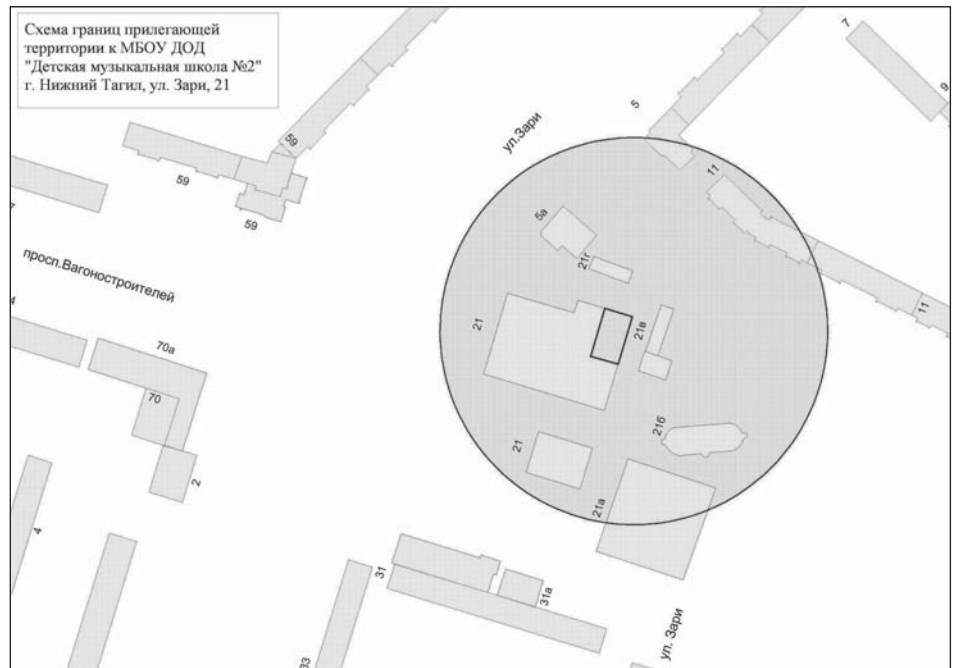 Схема границ прилегающей
территории к МБОУ ДОД
"Детская музыкальная школа №2"
г. Нижний Тагил, ул. Зари, 21
7
9
5
ул.Зари
59
59
59
11
5а
21г
просп.Вагоностроителей
4
21
21в
11
70а
70
21б
21
2
21а
4
31
31а
33
ул. Зари